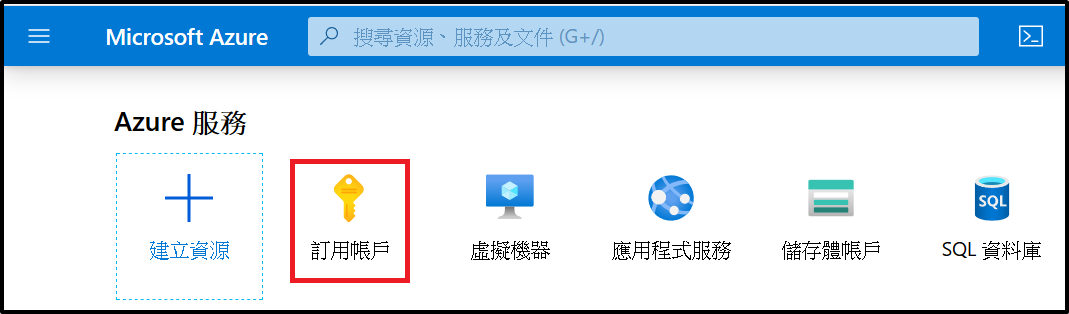 Microsoft Azure
搜尋資源、服務及文件 (G+/)
Azure 服務
建立資源
訂用帳戶
虛擬機器
應用程式服務
儲存體帳戶
SQL
SQL 資料庫